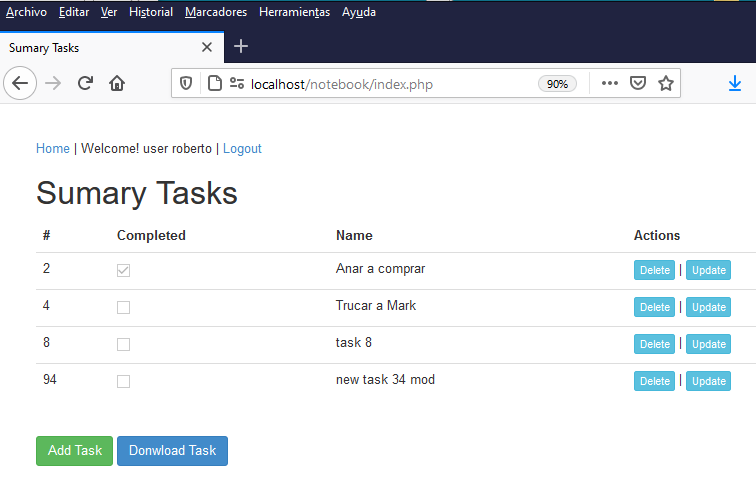 Archivo Editar Ver Historial Marcadores Herramientas Ayuda
Sumary Tasks
localhost/notebook/index.php 90%
Home | Welcome! user roberto | Logout
Sumary Tasks
# Completed Name Actions
2 Anar a comprar Delete | Update
4 Trucar a Mark Delete | Update
8 task 8 Delete | Update
94 new task 34 mod Delete | Update
Add Task Donwload Task